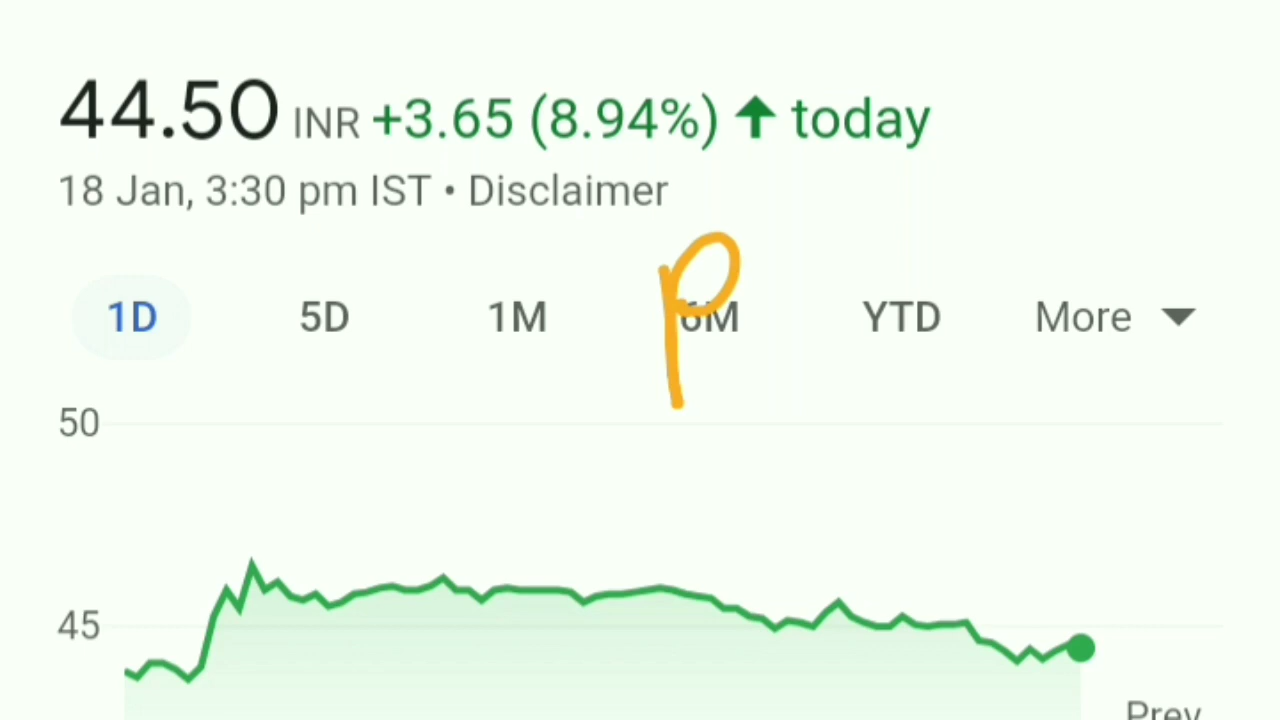 44.50 INR +3.65 (8.94%) ↑ today
18 Jan, 3:30 pm IST • Disclaimer
p
1D 5D 1M 6M YTD More
50
45
Prev